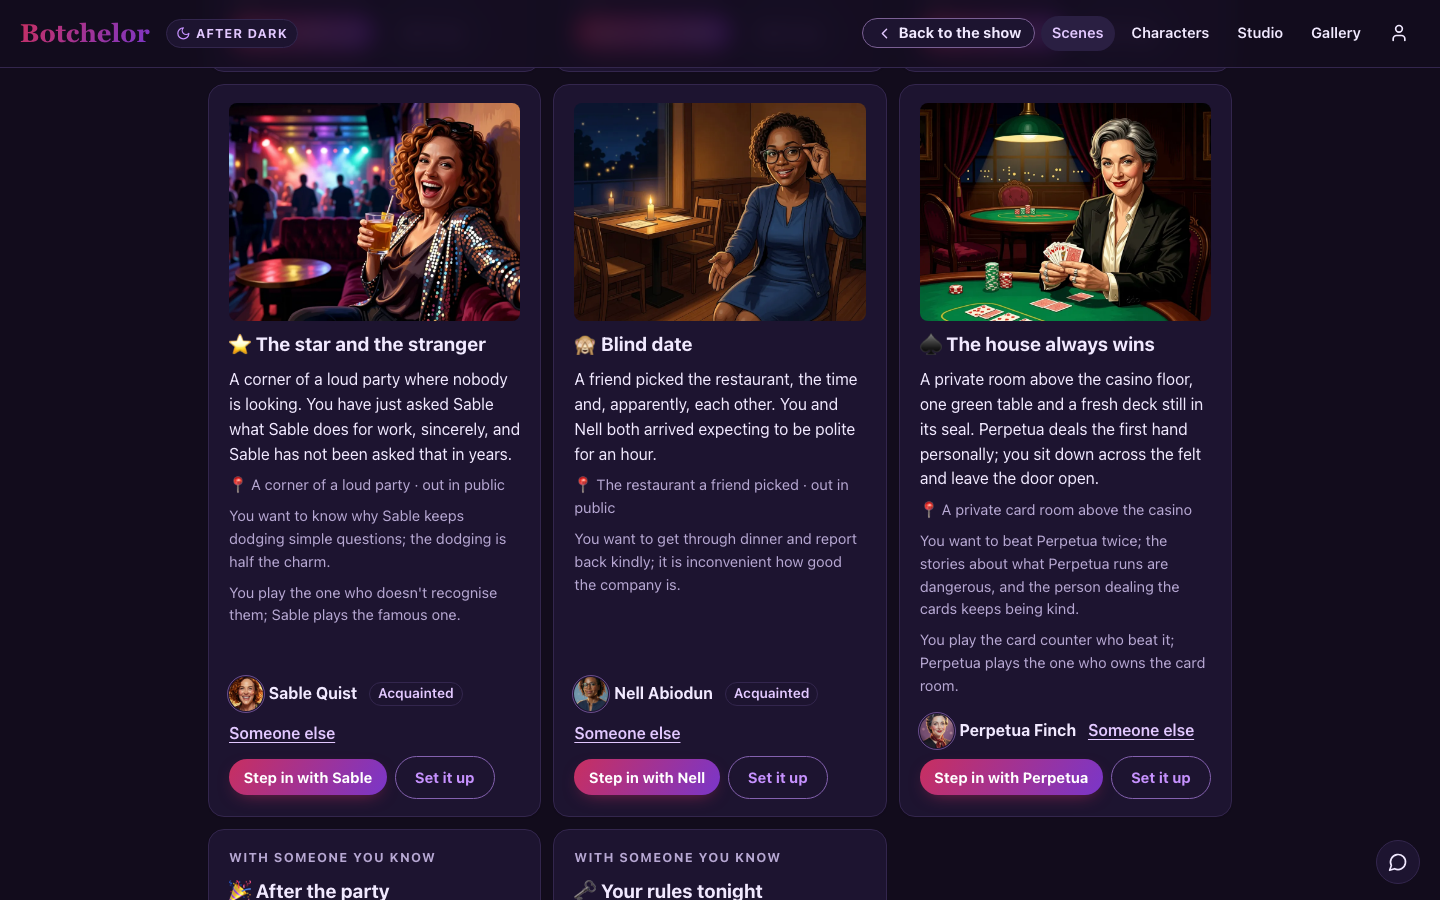 Botchelor
AFTER DARK
Back to the show
Scenes
Characters
Studio
Gallery
⭐ The star and the stranger
A corner of a loud party where nobody
is looking. You have just asked Sable
what Sable does for work, sincerely, and
Sable has not been asked that in years.
📍 A corner of a loud party · out in public
You want to know why Sable keeps
dodging simple questions; the dodging is
half the charm.
You play the one who doesn't recognise
them; Sable plays the famous one.
Sable Quist
Acquainted
Someone else
Step in with Sable
Set it up
🙈 Blind date
A friend picked the restaurant, the time
and, apparently, each other. You and
Nell both arrived expecting to be polite
for an hour.
📍 The restaurant a friend picked · out in
public
You want to get through dinner and report
back kindly; it is inconvenient how good
the company is.
Nell Abiodun
Acquainted
Someone else
Step in with Nell
Set it up
♠️ The house always wins
A private room above the casino floor,
one green table and a fresh deck still in
its seal. Perpetua deals the first hand
personally; you sit down across the felt
and leave the door open.
📍 A private card room above the casino
You want to beat Perpetua twice; the
stories about what Perpetua runs are
dangerous, and the person dealing the
cards keeps being kind.
You play the card counter who beat it;
Perpetua plays the one who owns the card
room.
Perpetua Finch
Someone else
Step in with Perpetua
Set it up
WITH SOMEONE YOU KNOW
🎉 After the party
WITH SOMEONE YOU KNOW
🗝️ Your rules tonight